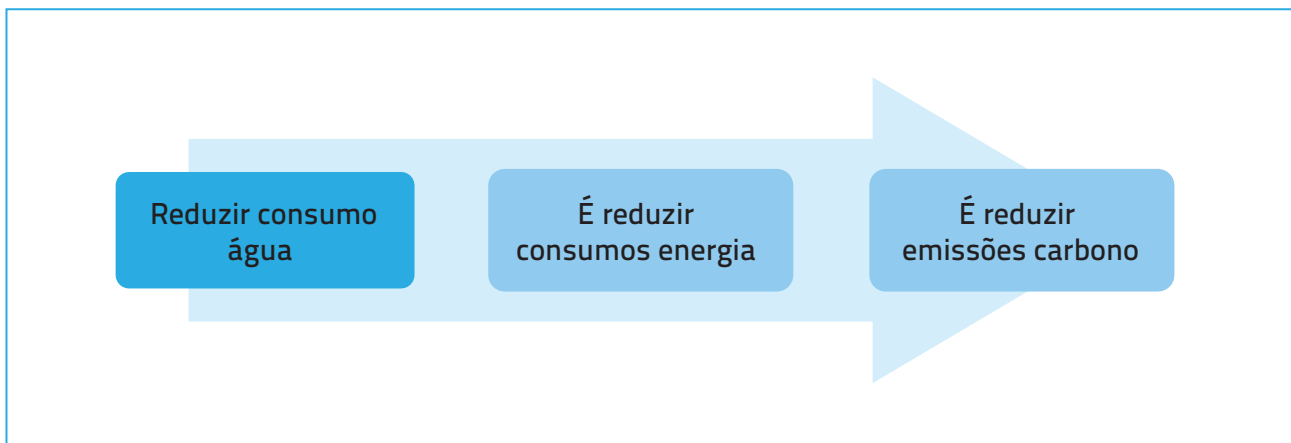 Reduzir consumo
água
É reduzir
consumos energia
É reduzir
emissões carbono